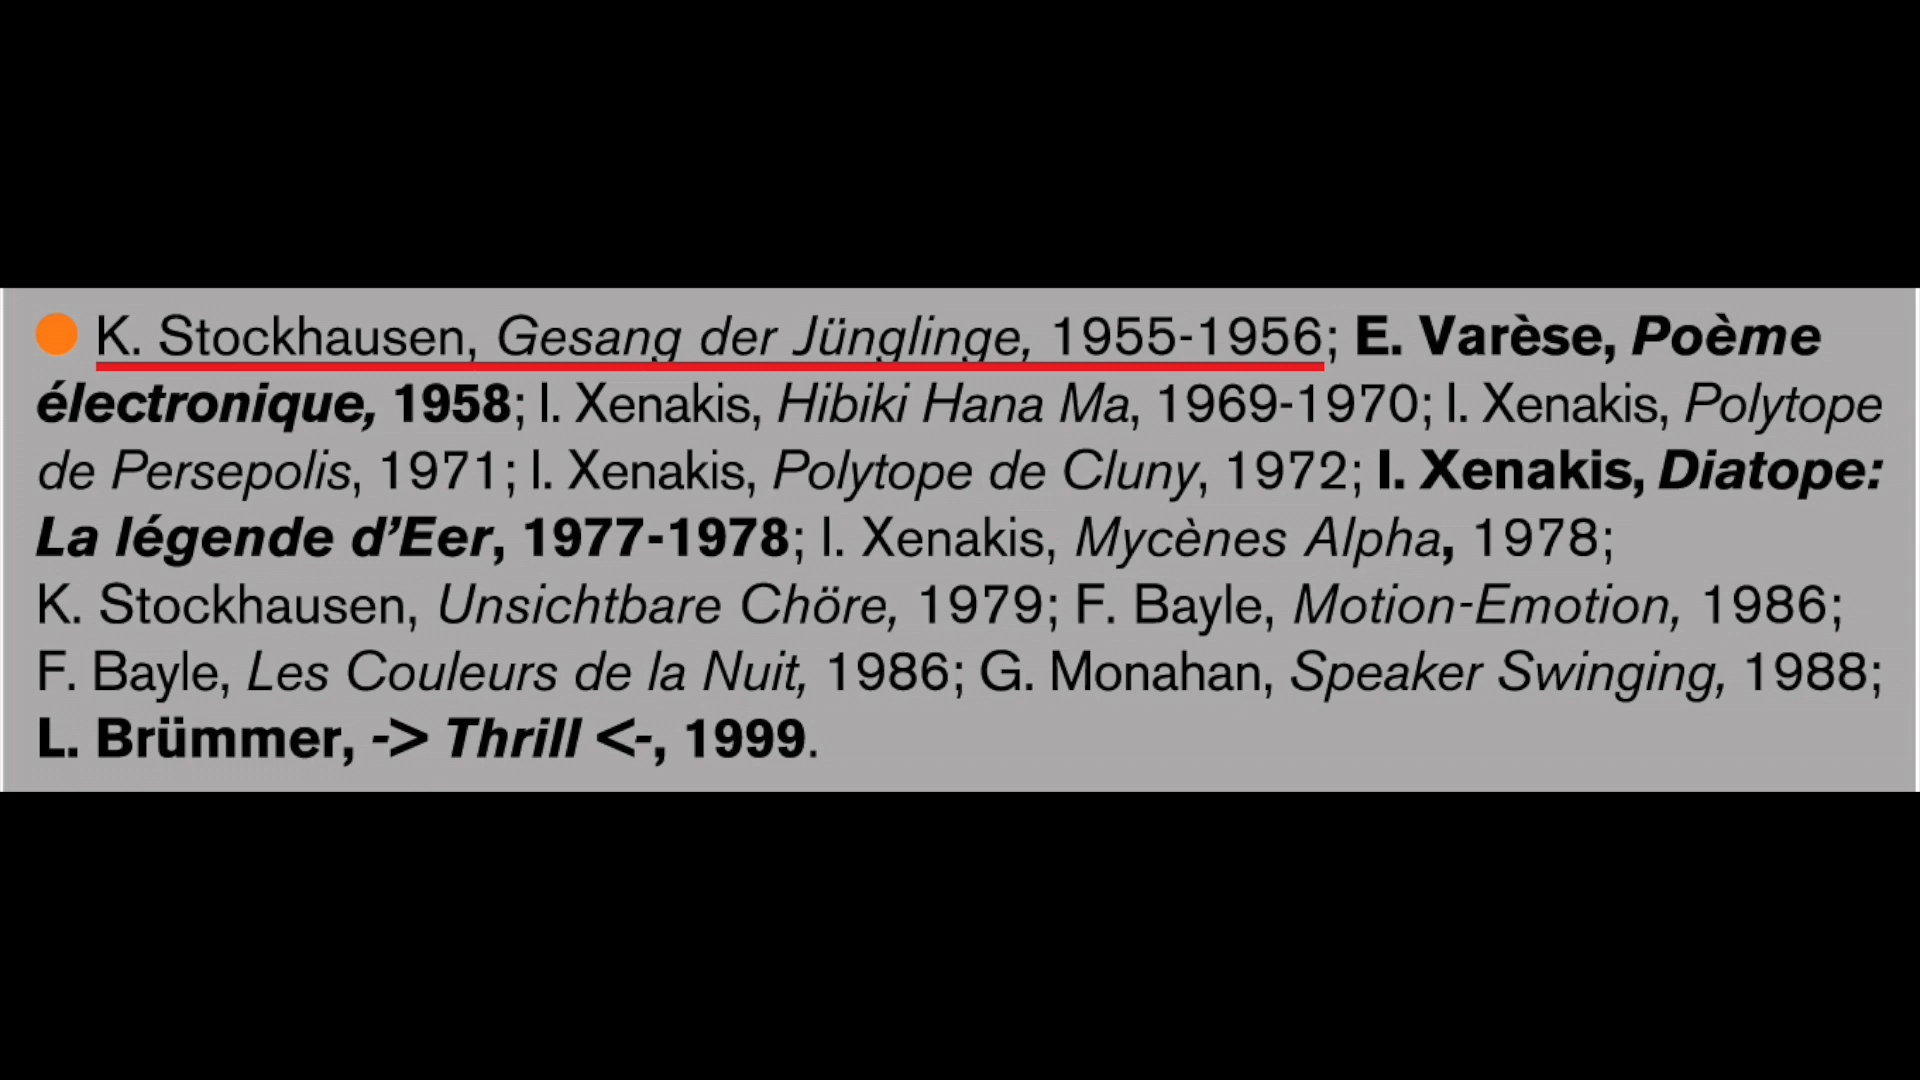 K. Stockhausen, Gesang der Jünglinge, 1955-1956; E. Varèse, Poème
électronique, 1958; I. Xenakis, Hibiki Hana Ma, 1969-1970; I. Xenakis, Polytope
de Persepolis, 1971; I. Xenakis, Polytope de Cluny, 1972; I. Xenakis, Diatope:
La légende d’Eer, 1977-1978; I. Xenakis, Mycènes Alpha, 1978;
K. Stockhausen, Unsichtbare Chöre, 1979; F. Bayle, Motion-Emotion, 1986;
F. Bayle, Les Couleurs de la Nuit, 1986; G. Monahan, Speaker Swinging, 1988;
L. Brümmer, -> Thrill <-, 1999.